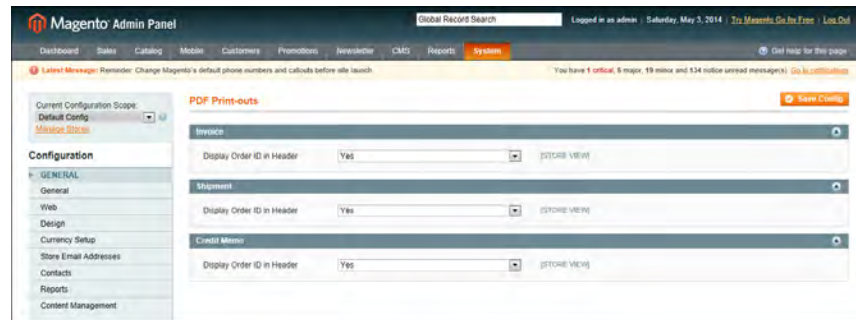 Magento Admin Panel
Global Record Search
Logged in as admin | Saturday, May 3, 2014 | Try Magento Go for Free | Log Out
Dashboard Sales Catalog Mobile Customers Promotions Newsletter CMS Reports System
Get help for this page
Latest Message: Reminder: Change Magento's default phone numbers and callouts before site launch
You have 1 critical, 5 major, 19 minor and 134 notice unread message(s). Go to notifications
Current Configuration Scope:
Default Config
Manage Stores
Configuration
GENERAL
General
Web
Design
Currency Setup
Store Email Addresses
Contacts
Reports
Content Management
PDF Print-outs
Save Config
Invoice
Display Order ID in Header Yes [STORE VIEW]
Shipment
Display Order ID in Header Yes [STORE VIEW]
Credit Memo
Display Order ID in Header Yes [STORE VIEW]